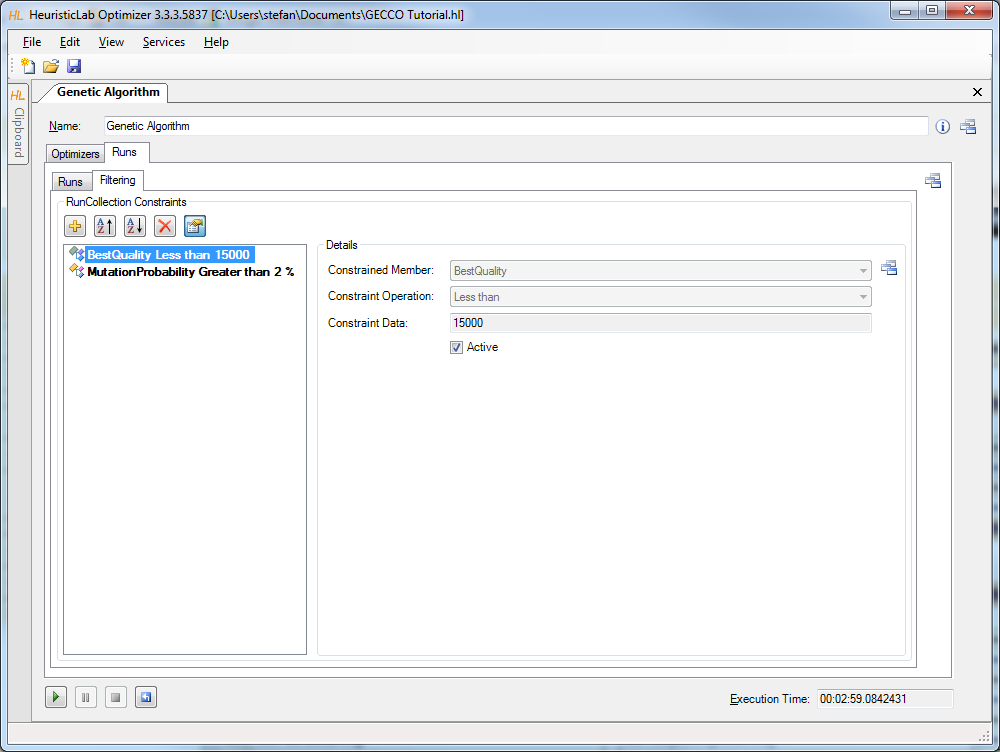 HL HeuristicLab Optimizer 3.3.3.5837 [C:\Users\stefan\Documents\GECCO Tutorial.hl]
File Edit View Services Help
HL Clipboard
Genetic Algorithm
Name: Genetic Algorithm
Optimizers Runs
Runs Filtering
RunCollection Constraints
BestQuality Less than 15000
MutationProbability Greater than 2 %
Details
Constrained Member: BestQuality
Constraint Operation: Less than
Constraint Data: 15000
Active
Execution Time: 00:02:59.0842431